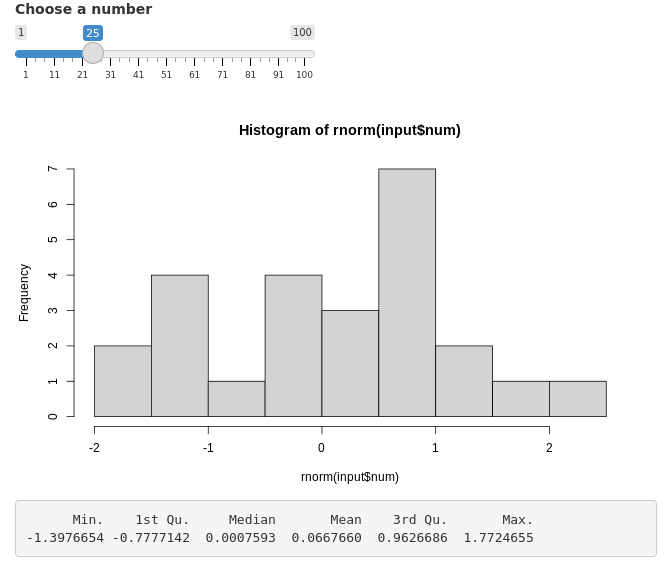 Choose a number
1 25 100
1 11 21 31 41 51 61 71 81 91 100
Histogram of rnorm(input$num)
Frequency
7
6
5
4
3
2
1
0
-2 -1 0 1 2
rnorm(input$num)
Min. 1st Qu. Median Mean 3rd Qu. Max.
-1.3976654 -0.7777142 0.0007593 0.0667660 0.9626686 1.7724655